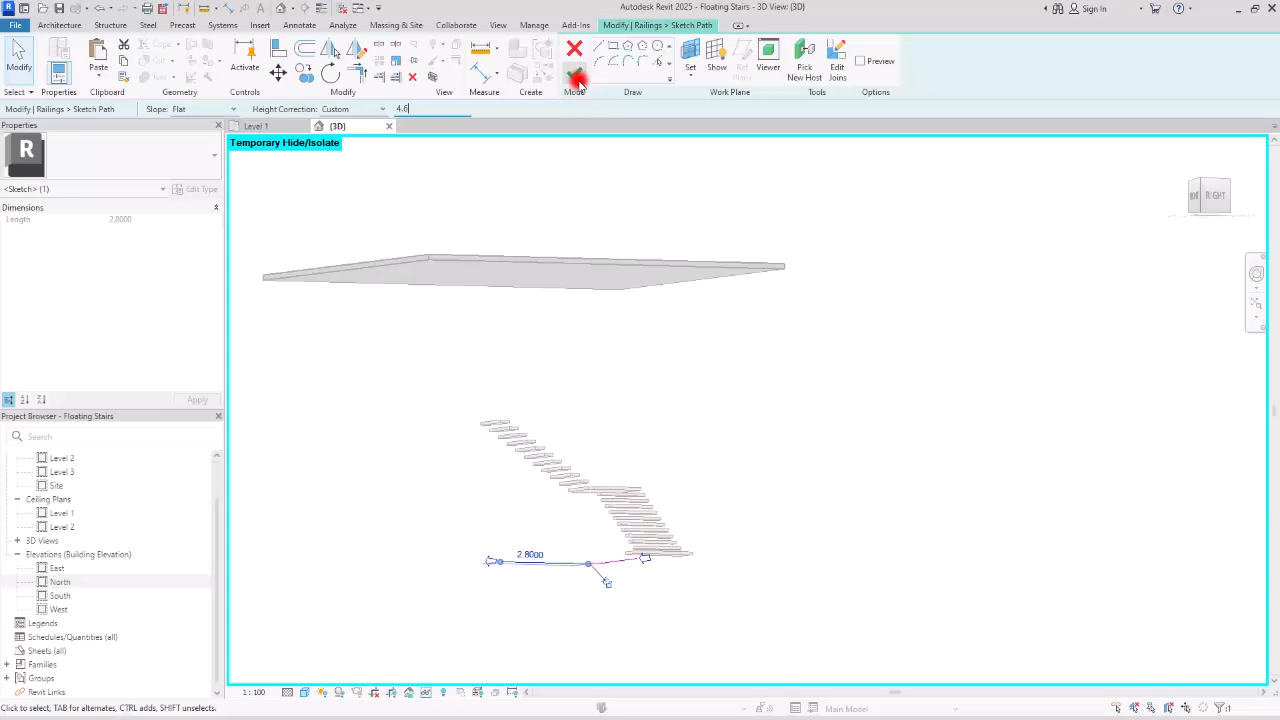 Autodesk Revit 2025 - Floating Stairs - 3D View: {3D}
Sign In
File Architecture Structure Steel Precast Systems Insert Annotate Analyze Massing & Site Collaborate View Manage Add-Ins Modify | Railings > Sketch Path
Modify
Paste
Activate
Set
Show
Ref Plane
Viewer
Pick New Host
Edit Joins
Preview
Select Properties Clipboard Geometry Controls Modify View Measure Create Mode Draw Work Plane Tools Options
Modify | Railings > Sketch Path
Slope: Flat
Height Correction: Custom
4.6
Properties
Level 1
{3D}
Temporary Hide/Isolate
R
<Sketch> (1)
Edit Type
Dimensions
Length 2.8000
RIGHT
Apply
Project Browser - Floating Stairs
Search
Level 2
Level 3
Site
Ceiling Plans
Level 1
Level 2
3D Views
Elevations (Building Elevation)
East
North
South
West
Legends
Schedules/Quantities (all)
Sheets (all)
Families
Groups
Revit Links
2.8000
1 : 100
Click to select, TAB for alternates, CTRL adds, SHIFT unselects.
:0
Main Model
:1